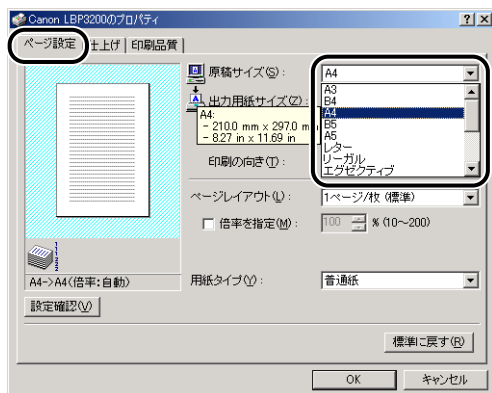 Canon LBP3200のプロパティ
ページ設定 仕上げ 印刷品質
原稿サイズ(S): A4
A3
B4
A4
B5
A5
レター
リーガル
エグゼクティブ
出力用紙サイズ(Z):
A4:
- 210.0 mm x 297.0 m
- 8.27 in x 11.69 in
印刷の向き(T):
ページレイアウト(L): 1ページ/枚 (標準)
倍率を指定(M): 100 % (10~200)
A4->A4(倍率:自動)
用紙タイプ(Y): 普通紙
設定確認(V)
標準に戻す(R)
OK キャンセル